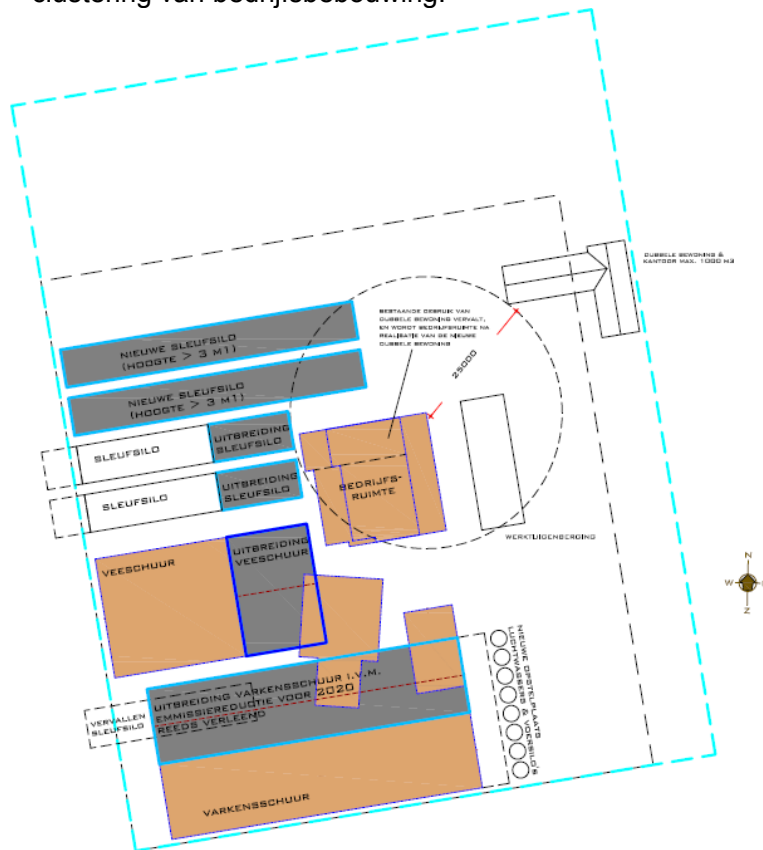 clustering van bedrijfsbebouwing.
DUBBELE BEWONING &
KANTOOR MAX. 1000 M3
BESTAANDE GEBRUIK VAN
DUBBELE BEWONING VERVALT,
EN WORDT BEDRIJFSRUIMTE NA
REALISATIE VAN DE NIEUWE
DUBBELE BEWONING
25000
NIEUWE SLEUFSILO
(HOOGTE > 3 M1)
NIEUWE SLEUFSILO
(HOOGTE > 3 M1)
SLEUFSILO
UITBREIDING
SLEUFSILO
SLEUFSILO
UITBREIDING
SLEUFSILO
BEDRIJFS-
RUIMTE
WERKTUIGENBERGING
VEESCHUUR
UITBREIDING
VEESCHUUR
N
W
Z
NIEUWE OPSTELPLAATS
LUCHTWASSERS & VOERSILO'S
UITBREIDING VARKENSSCHUUR I.V.M.
EMMISSIEREDUCTIE VOOR 2020
REEDS VERLEEND
VERVALLEN
SLEUFSILO
VARKENSSCHUUR